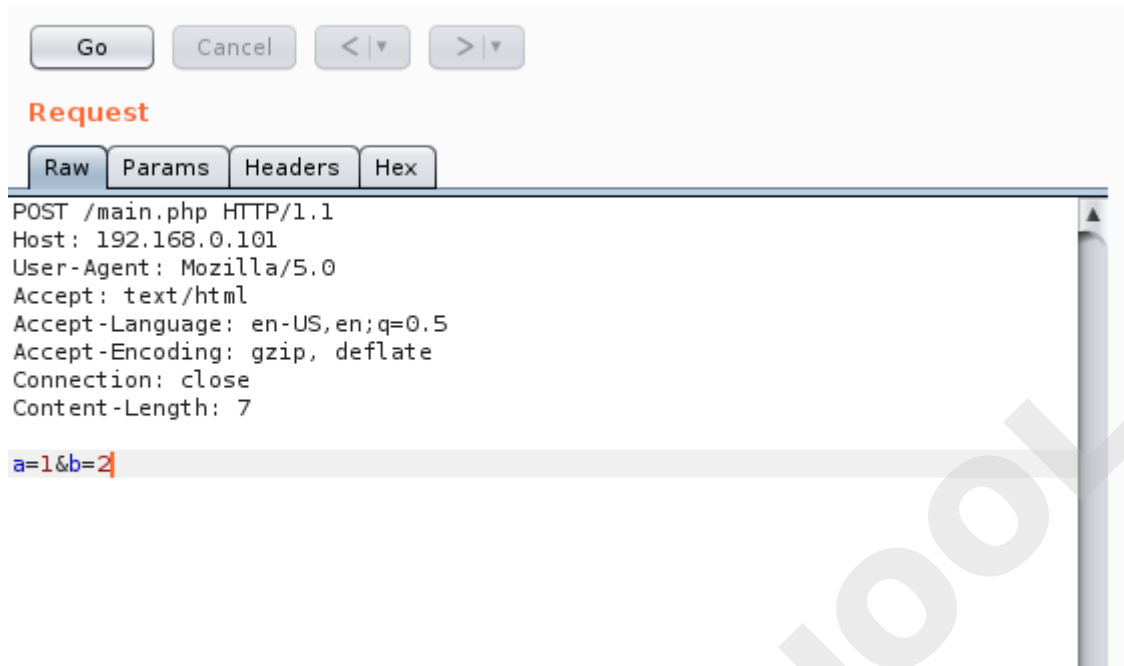 Go Cancel < >
Request
Raw Params Headers Hex
POST /main.php HTTP/1.1
Host: 192.168.0.101
User-Agent: Mozilla/5.0
Accept: text/html
Accept-Language: en-US,en;q=0.5
Accept-Encoding: gzip, deflate
Connection: close
Content-Length: 7

a=1&b=2